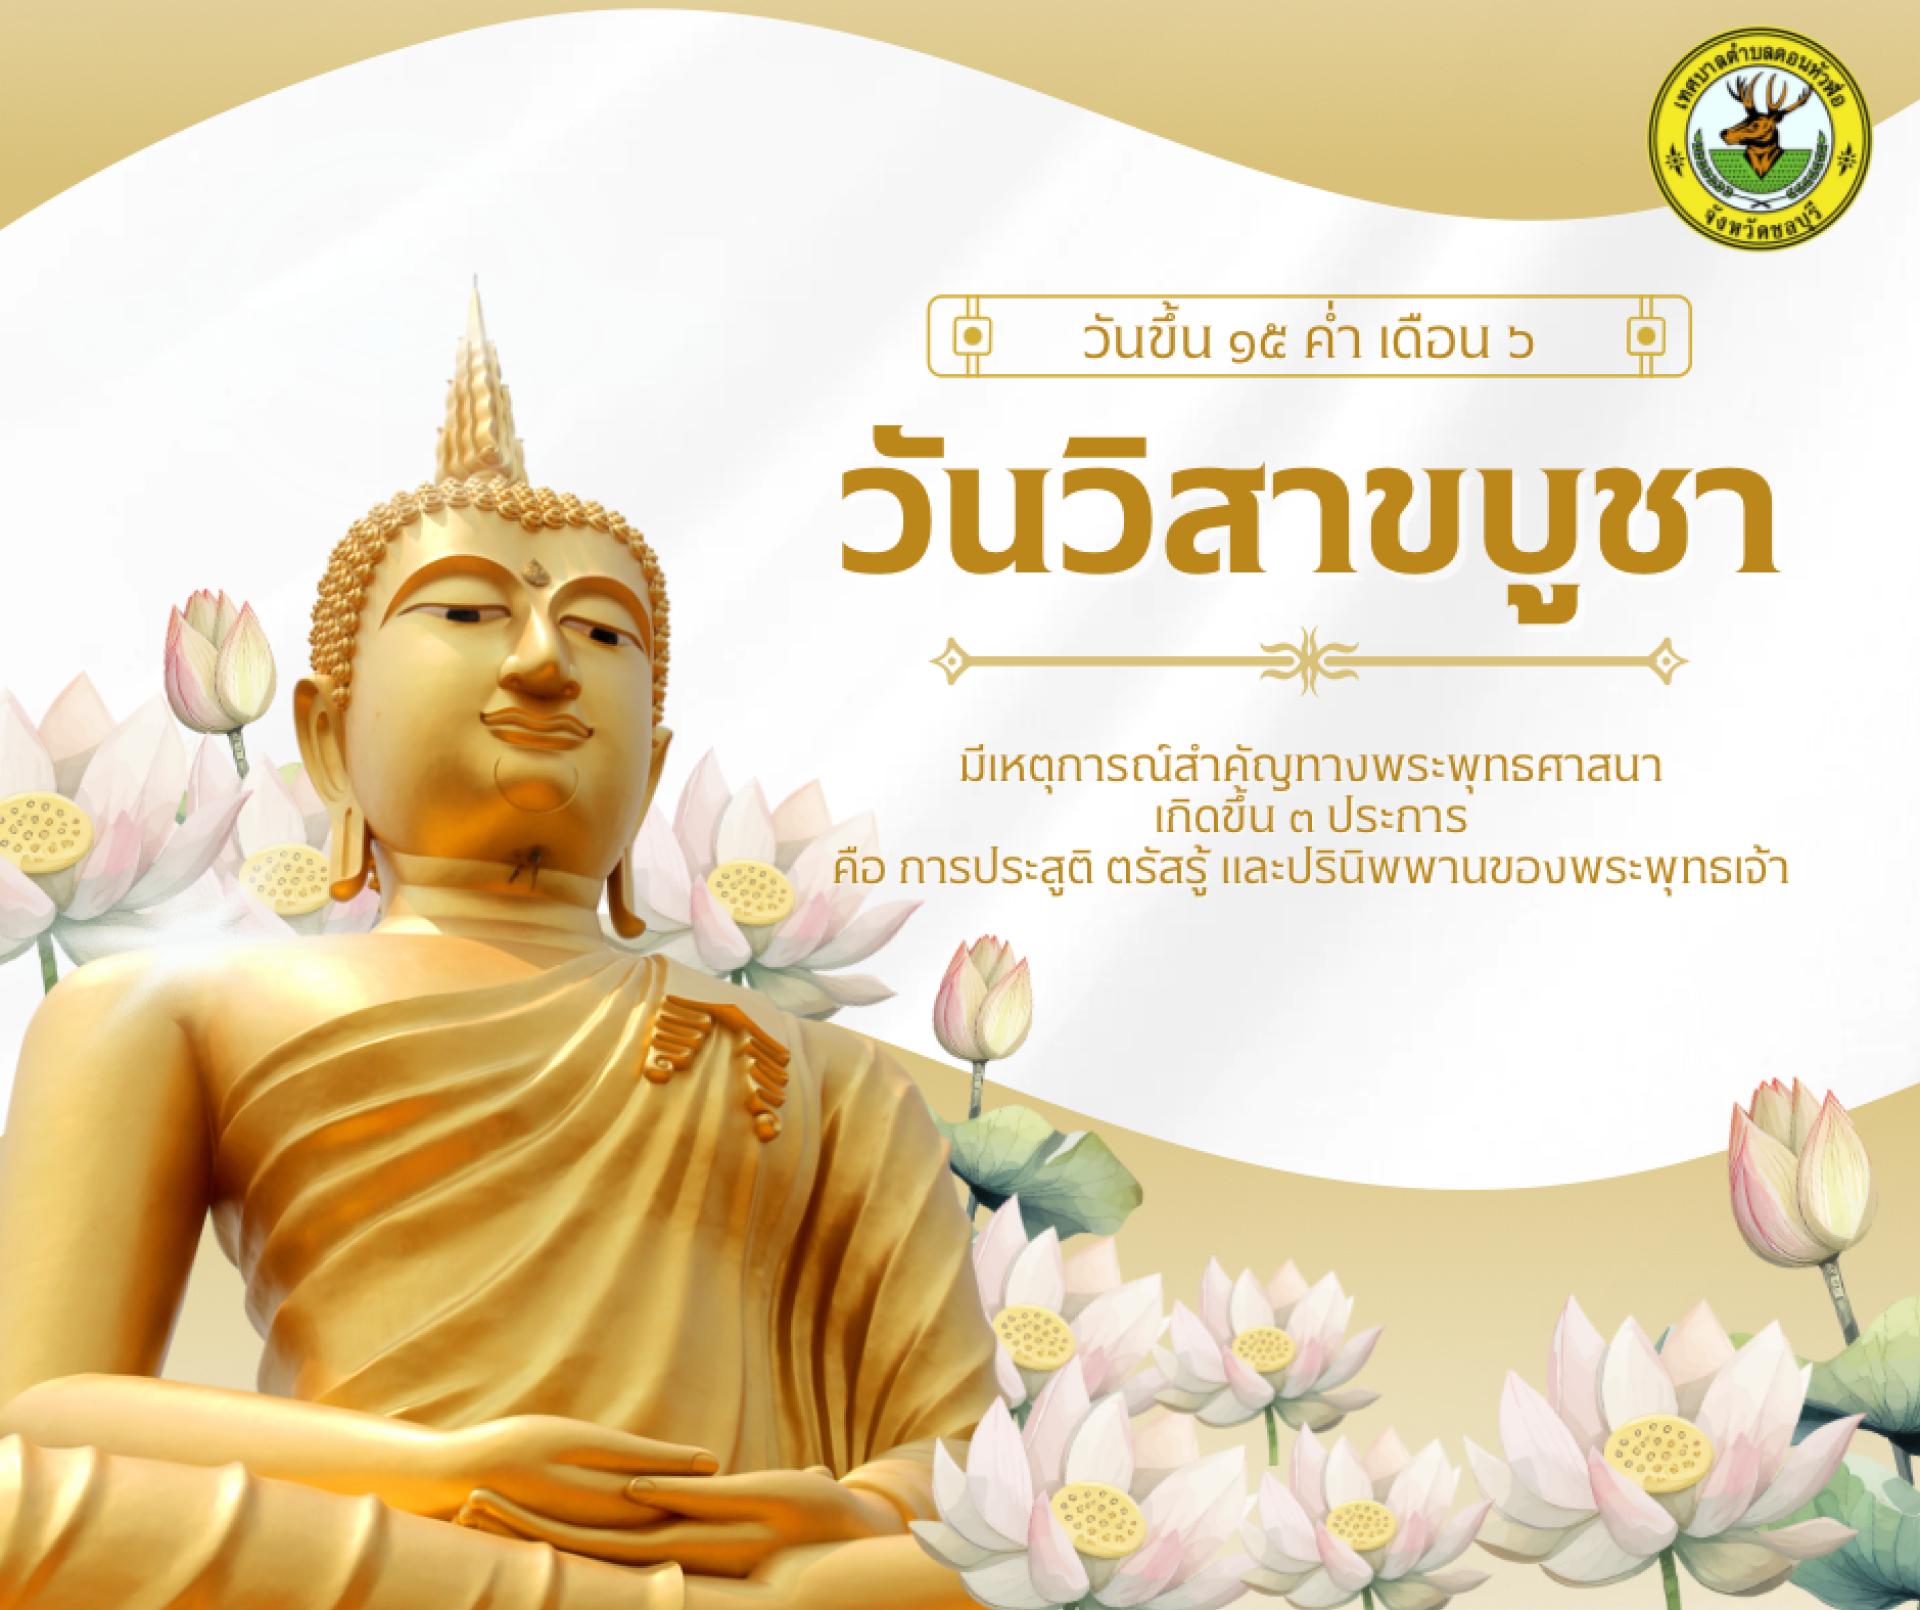 เทศบาลตำบลดอนหัวฬ่อ
จังหวัดชลบุรี
วันขึ้น ๑๕ ค่ำ เดือน ๖
วันวิสาขบูชา
มีเหตุการณ์สำคัญทางพระพุทธศาสนา
เกิดขึ้น ๓ ประการ
คือ การประสูติ ตรัสรู้ และปรินิพพานของพระพุทธเจ้า